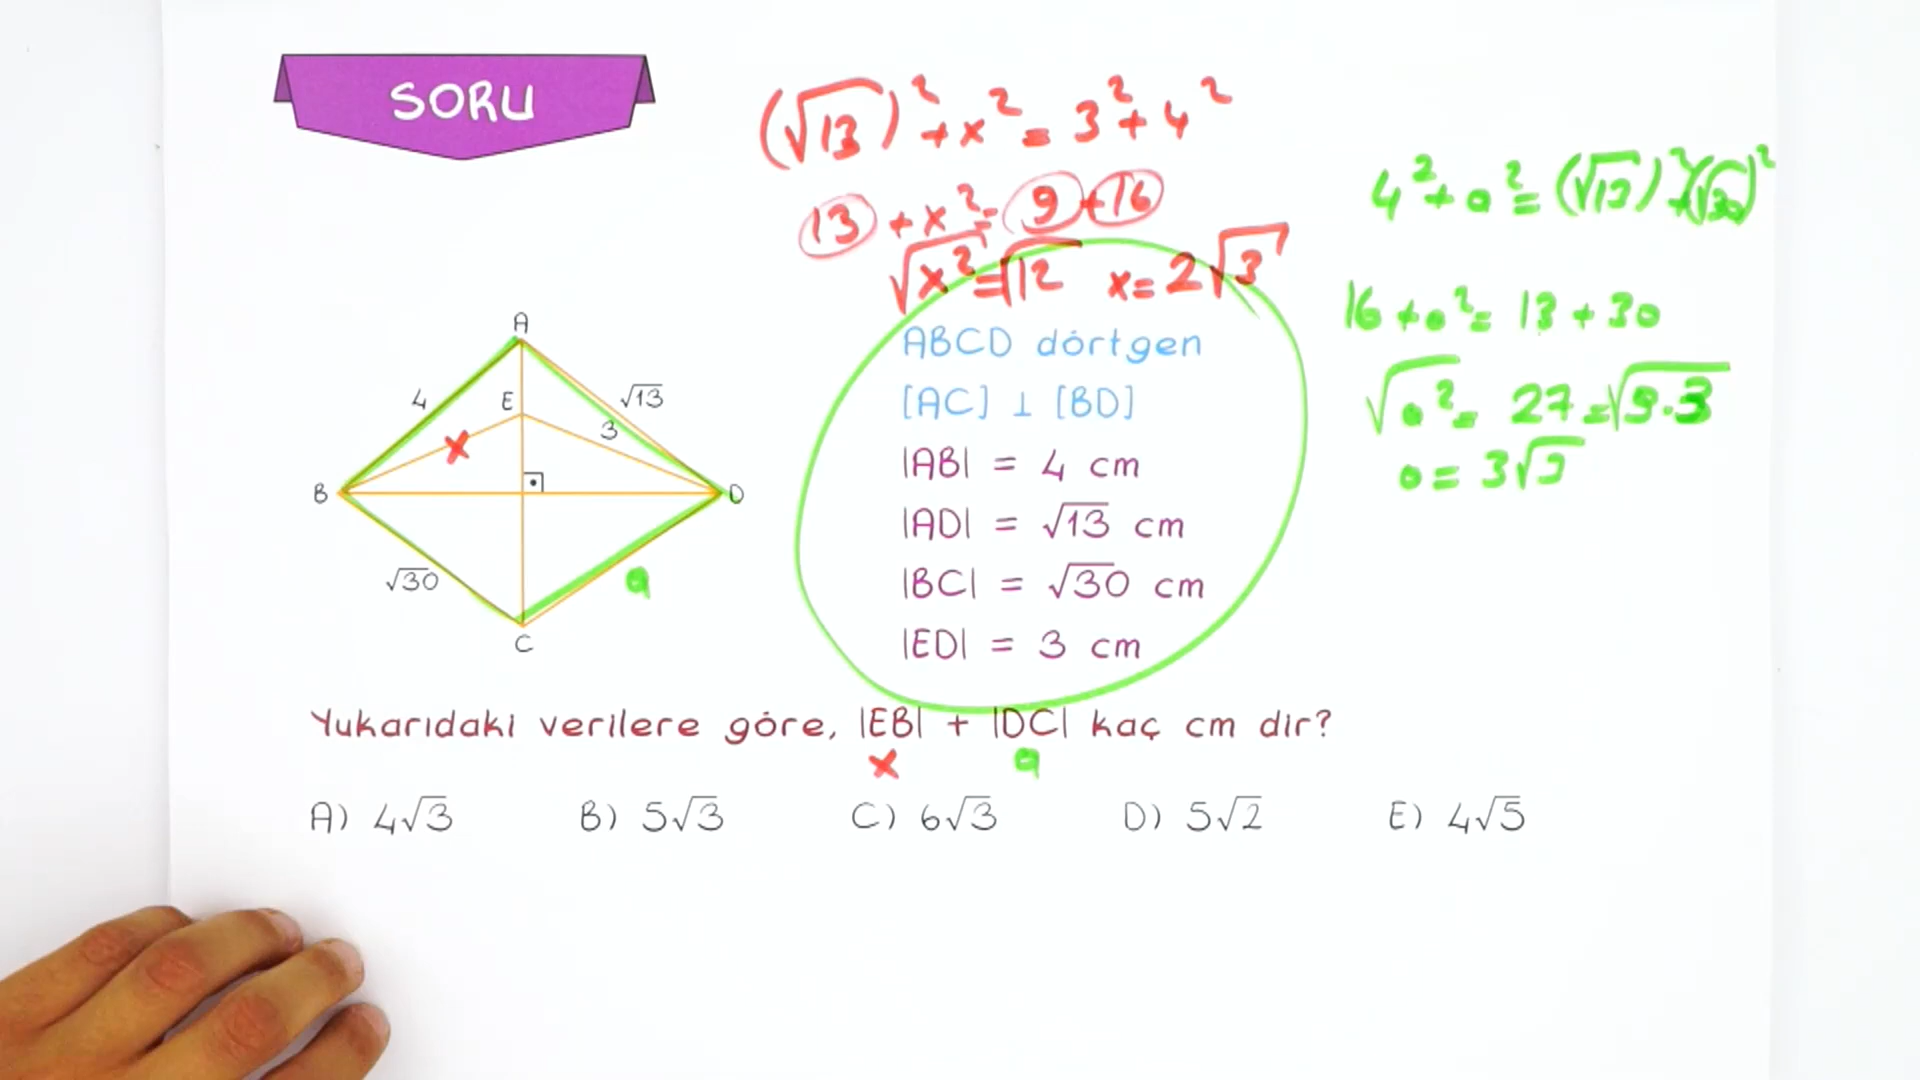 SORU
(√13)² + x² = 3² + 4²
13 + x² = 9 + 16
√x² = √12 x = 2√3
4² + a² = (√13)² + (√30)²
16 + a² = 13 + 30
√a² = 27 = √9.3
a = 3√3
A
4
E
√13
3
x
B
D
√30
a
C
ABCD dörtgen
[AC] ⊥ [BD]
|AB| = 4 cm
|AD| = √13 cm
|BC| = √30 cm
|ED| = 3 cm
Yukarıdaki verilere göre, |EB| + |DC| kaç cm dir?
x a
A) 4√3 B) 5√3 C) 6√3 D) 5√2 E) 4√5